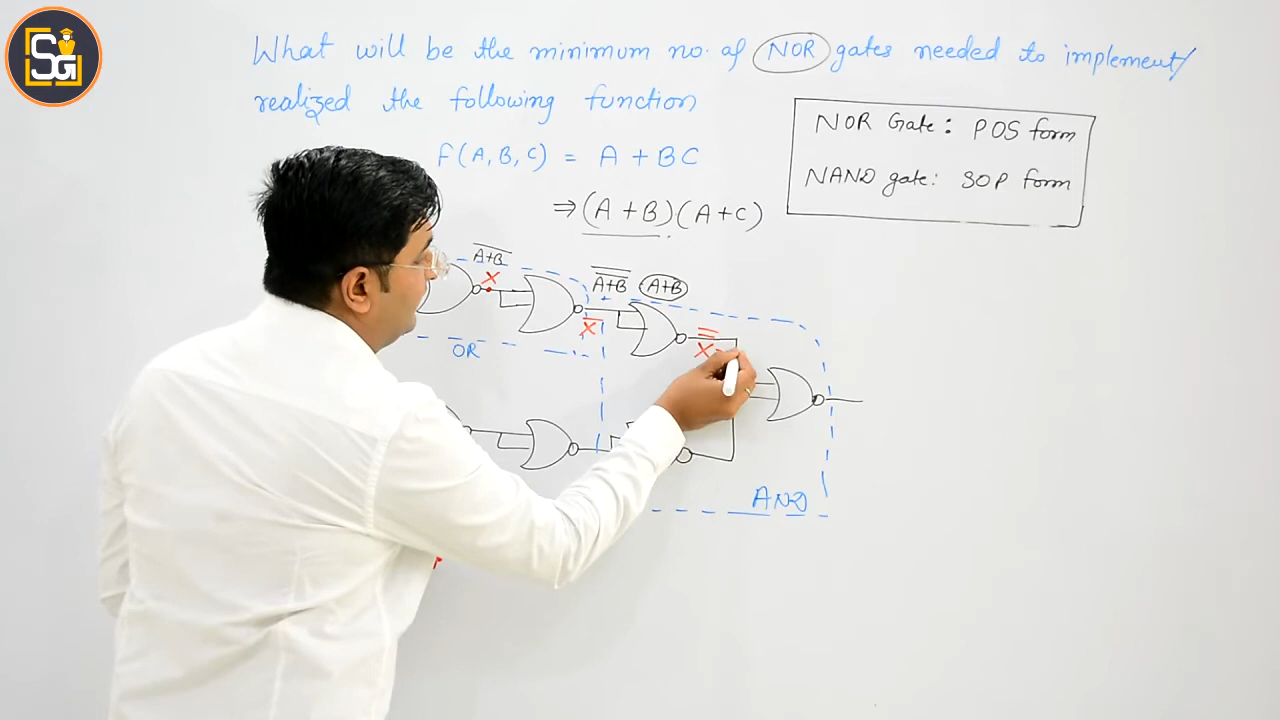 SG
What will be the minimum no. of NOR gates needed to implement/
realized the following function
F(A, B, C) = A + BC
⇒ (A + B)(A + C)
NOR Gate : POS form
NAND gate : SOP form
A̅+̅B̅
A̿+̿B̿ A+B
X
X̅
X̿
OR
AND